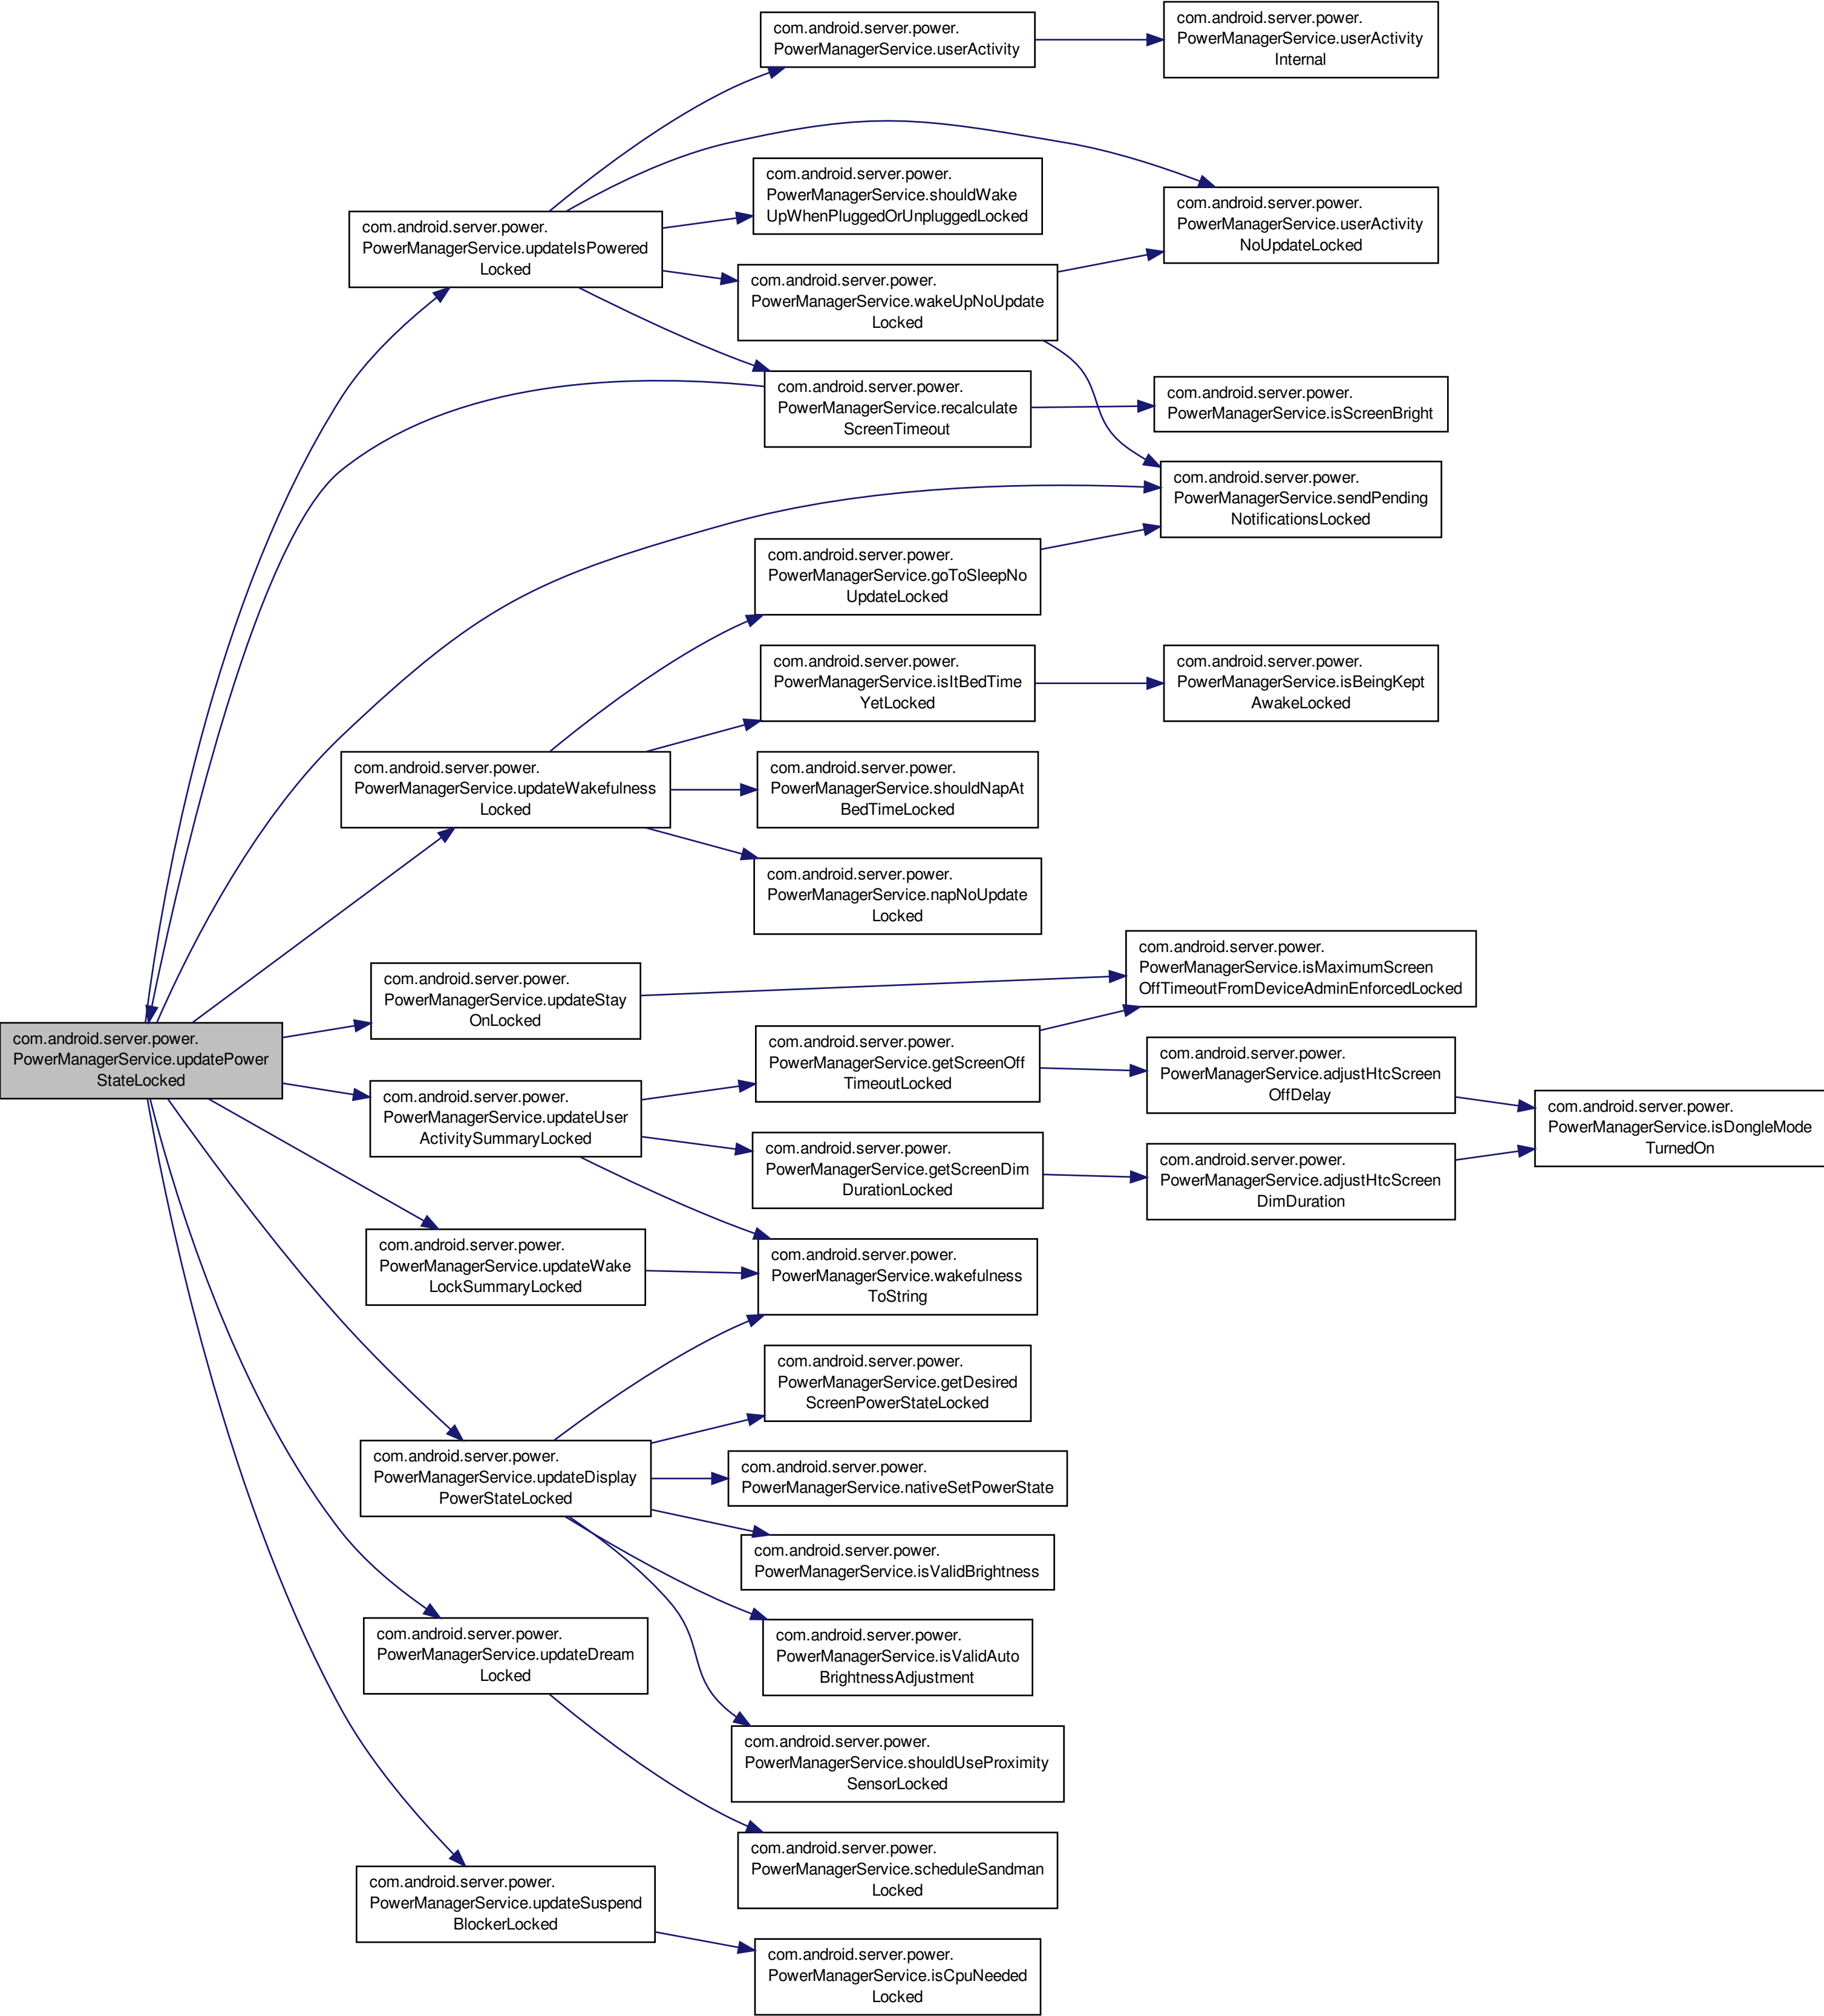 com.android.server.power.
PowerManagerService.userActivity
com.android.server.power.
PowerManagerService.userActivity
Internal
com.android.server.power.
PowerManagerService.shouldWake
UpWhenPluggedOrUnpluggedLocked
com.android.server.power.
PowerManagerService.userActivity
NoUpdateLocked
com.android.server.power.
PowerManagerService.updateIsPowered
Locked
com.android.server.power.
PowerManagerService.wakeUpNoUpdate
Locked
com.android.server.power.
PowerManagerService.recalculate
ScreenTimeout
com.android.server.power.
PowerManagerService.isScreenBright
com.android.server.power.
PowerManagerService.sendPending
NotificationsLocked
com.android.server.power.
PowerManagerService.goToSleepNo
UpdateLocked
com.android.server.power.
PowerManagerService.isItBedTime
YetLocked
com.android.server.power.
PowerManagerService.isBeingKept
AwakeLocked
com.android.server.power.
PowerManagerService.updateWakefulness
Locked
com.android.server.power.
PowerManagerService.shouldNapAt
BedTimeLocked
com.android.server.power.
PowerManagerService.napNoUpdate
Locked
com.android.server.power.
PowerManagerService.isMaximumScreen
OffTimeoutFromDeviceAdminEnforcedLocked
com.android.server.power.
PowerManagerService.updateStay
OnLocked
com.android.server.power.
PowerManagerService.updatePower
StateLocked
com.android.server.power.
PowerManagerService.getScreenOff
TimeoutLocked
com.android.server.power.
PowerManagerService.adjustHtcScreen
OffDelay
com.android.server.power.
PowerManagerService.isDongleMode
TurnedOn
com.android.server.power.
PowerManagerService.updateUser
ActivitySummaryLocked
com.android.server.power.
PowerManagerService.getScreenDim
DurationLocked
com.android.server.power.
PowerManagerService.adjustHtcScreen
DimDuration
com.android.server.power.
PowerManagerService.updateWake
LockSummaryLocked
com.android.server.power.
PowerManagerService.wakefulness
ToString
com.android.server.power.
PowerManagerService.getDesired
ScreenPowerStateLocked
com.android.server.power.
PowerManagerService.updateDisplay
PowerStateLocked
com.android.server.power.
PowerManagerService.nativeSetPowerState
com.android.server.power.
PowerManagerService.isValidBrightness
com.android.server.power.
PowerManagerService.isValidAuto
BrightnessAdjustment
com.android.server.power.
PowerManagerService.updateDream
Locked
com.android.server.power.
PowerManagerService.shouldUseProximity
SensorLocked
com.android.server.power.
PowerManagerService.scheduleSandman
Locked
com.android.server.power.
PowerManagerService.updateSuspend
BlockerLocked
com.android.server.power.
PowerManagerService.isCpuNeeded
Locked